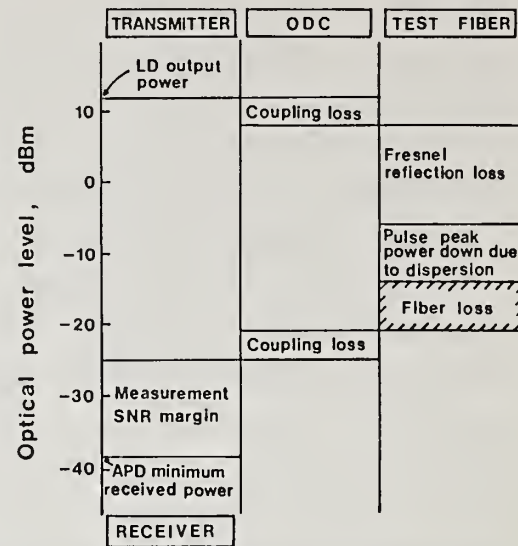 TRANSMITTER
ODC
TEST FIBER
LD output
power
Coupling loss
Fresnel
reflection loss
Pulse peak
power down due
to dispersion
Fiber loss
Coupling loss
Measurement
SNR margin
APD minimum
received power
RECEIVER
Optical power level, dBm
10
0
-10
-20
-30
-40